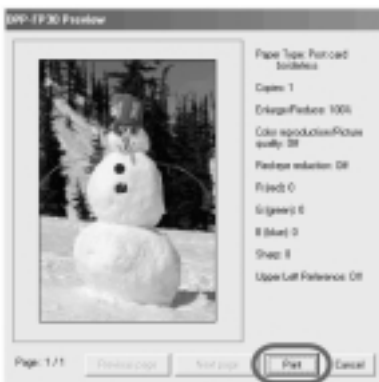 DPP-FP30 Preview
Paper Type: Post card
borderless
Copies: 1
Enlarge/Reduce: 100%
Color reproduction/Picture
quality: Off
Redeye reduction: Off
R (red): 0
G (green): 0
B (blue): 0
Sharp: 0
Upper Left Reference: Off
Page: 1 / 1
Previous page
Next page
Print
Cancel